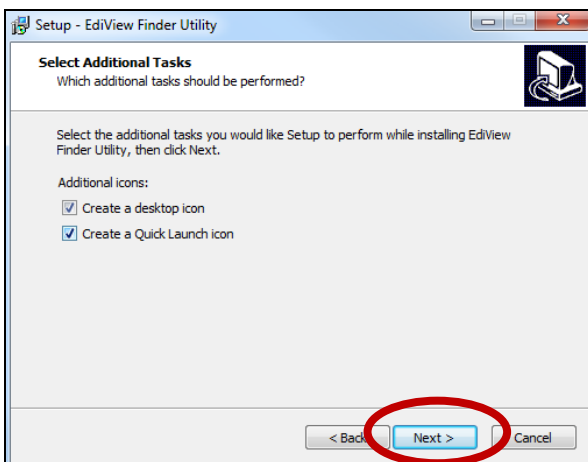 Setup - EdiView Finder Utility
Select Additional Tasks
Which additional tasks should be performed?
Select the additional tasks you would like Setup to perform while installing EdiView
Finder Utility, then click Next.
Additional icons:
Create a desktop icon
Create a Quick Launch icon
< Back Next > Cancel